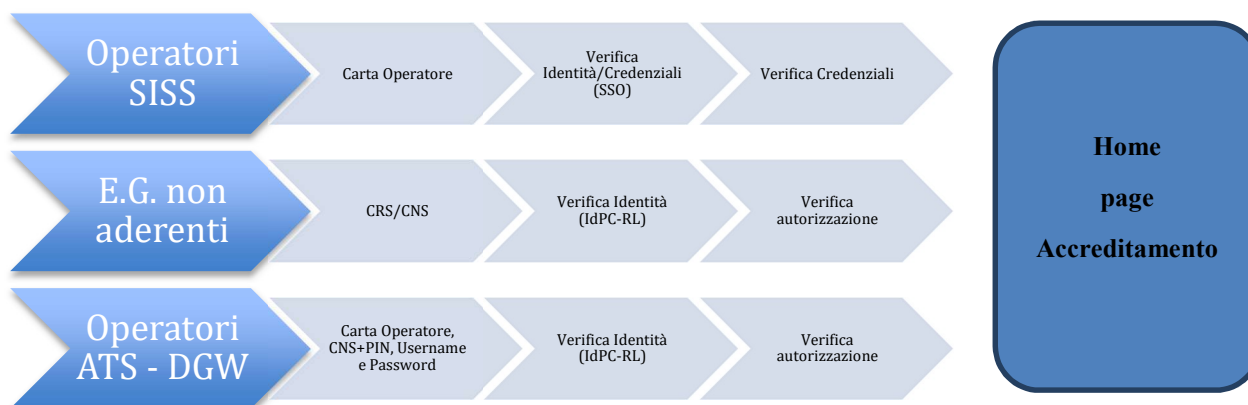 Operatori
SISS
Carta Operatore
Verifica
Identità/Credenziali
(SSO)
Verifica Credenziali
E.G. non
aderenti
CRS/CNS
Verifica Identità
(IdPC-RL)
Verifica
autorizzazione
Operatori
ATS - DGW
Carta Operatore,
CNS+PIN, Username
e Password
Verifica Identità
(IdPC-RL)
Verifica
autorizzazione
Home
page
Accreditamento